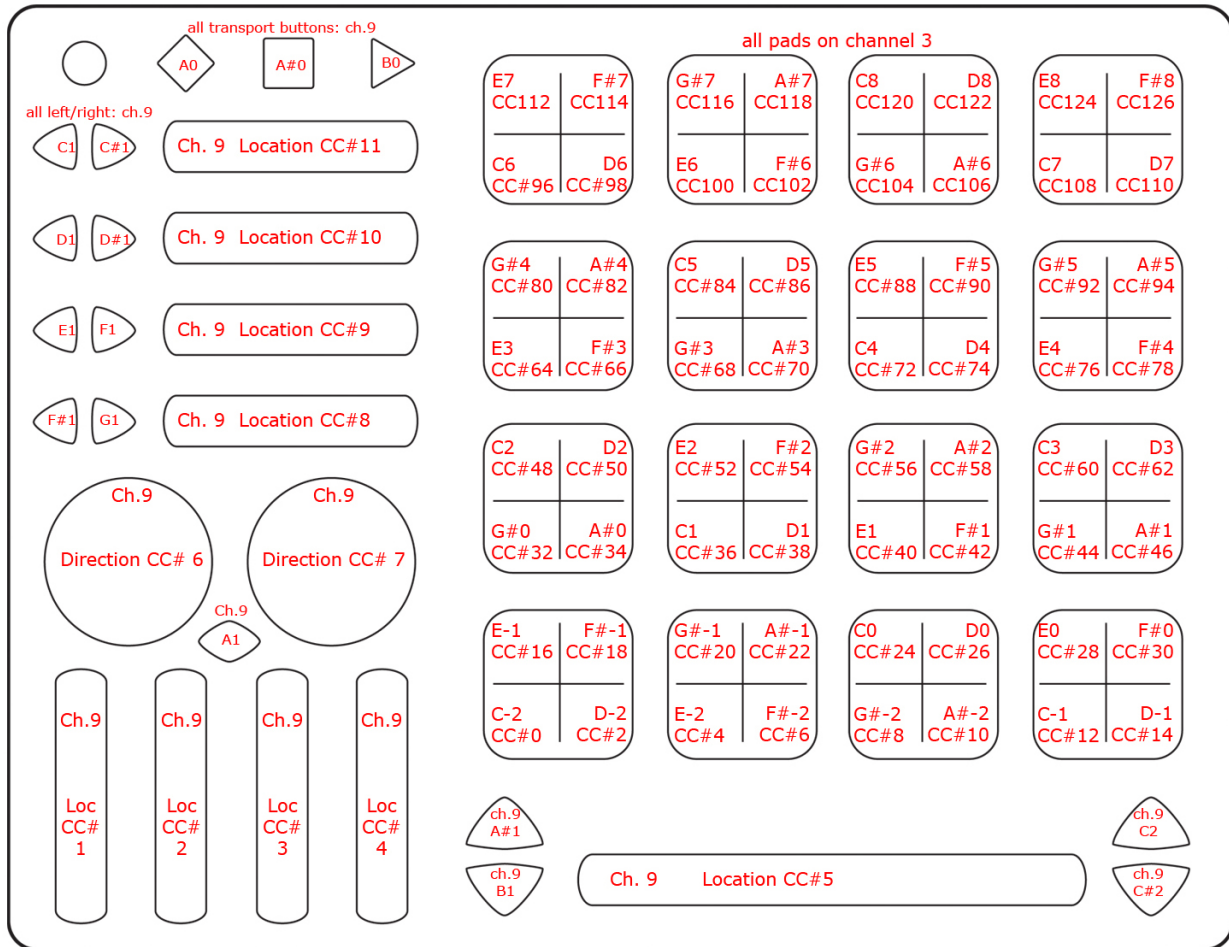 all transport buttons: ch.9
A0 A#0 B0
all pads on channel 3
all left/right: ch.9
C1 C#1 Ch. 9 Location CC#11
D1 D#1 Ch. 9 Location CC#10
E1 F1 Ch. 9 Location CC#9
F#1 G1 Ch. 9 Location CC#8
Ch.9 Ch.9
Direction CC# 6 Direction CC# 7
Ch.9
A1
Ch.9 Ch.9 Ch.9 Ch.9
Loc Loc Loc Loc
CC# CC# CC# CC#
1 2 3 4
E7 F#7 G#7 A#7 C8 D8 E8 F#8
CC112 CC114 CC116 CC118 CC120 CC122 CC124 CC126
C6 D6 E6 F#6 G#6 A#6 C7 D7
CC#96 CC#98 CC100 CC102 CC104 CC106 CC108 CC110
G#4 A#4 C5 D5 E5 F#5 G#5 A#5
CC#80 CC#82 CC#84 CC#86 CC#88 CC#90 CC#92 CC#94
E3 F#3 G#3 A#3 C4 D4 E4 F#4
CC#64 CC#66 CC#68 CC#70 CC#72 CC#74 CC#76 CC#78
C2 D2 E2 F#2 G#2 A#2 C3 D3
CC#48 CC#50 CC#52 CC#54 CC#56 CC#58 CC#60 CC#62
G#0 A#0 C1 D1 E1 F#1 G#1 A#1
CC#32 CC#34 CC#36 CC#38 CC#40 CC#42 CC#44 CC#46
E-1 F#-1 G#-1 A#-1 C0 D0 E0 F#0
CC#16 CC#18 CC#20 CC#22 CC#24 CC#26 CC#28 CC#30
C-2 D-2 E-2 F#-2 G#-2 A#-2 C-1 D-1
CC#0 CC#2 CC#4 CC#6 CC#8 CC#10 CC#12 CC#14
ch.9 ch.9
A#1 C2
ch.9 Ch. 9 Location CC#5 ch.9
B1 C#2